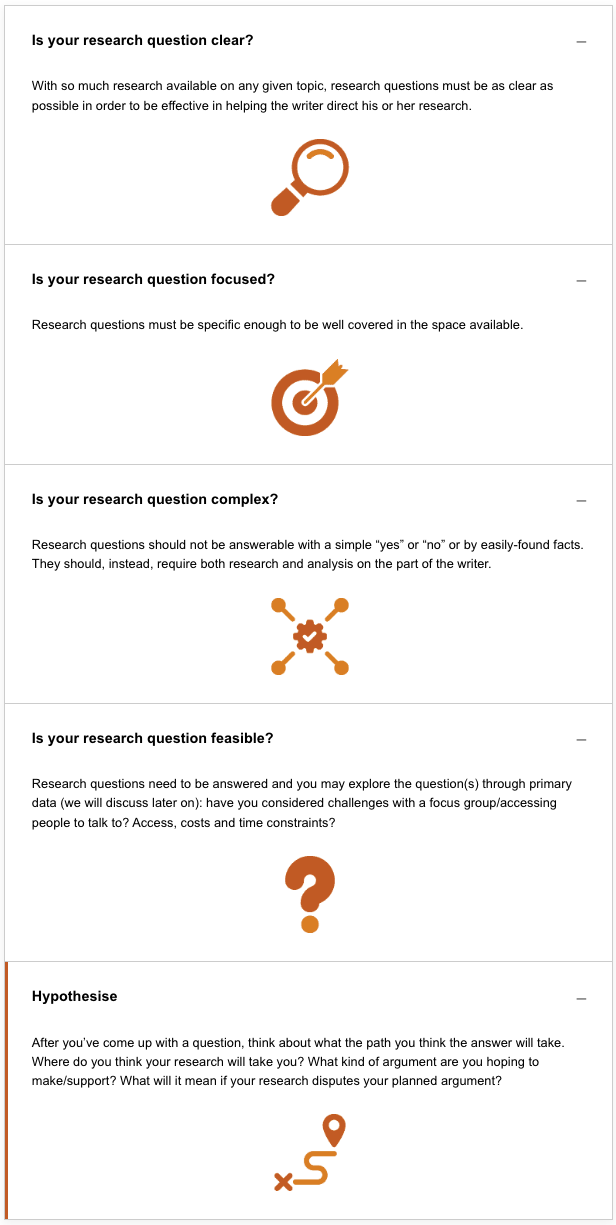 Is your research question clear?
With so much research available on any given topic, research questions must be as clear as
possible in order to be effective in helping the writer direct his or her research.
Is your research question focused?
Research questions must be specific enough to be well covered in the space available.
Is your research question complex?
Research questions should not be answerable with a simple “yes” or “no” or by easily-found facts.
They should, instead, require both research and analysis on the part of the writer.
Is your research question feasible?
Research questions need to be answered and you may explore the question(s) through primary
data (we will discuss later on): have you considered challenges with a focus group/accessing
people to talk to? Access, costs and time constraints?
Hypothesise
After you’ve come up with a question, think about what the path you think the answer will take.
Where do you think your research will take you? What kind of argument are you hoping to
make/support? What will it mean if your research disputes your planned argument?